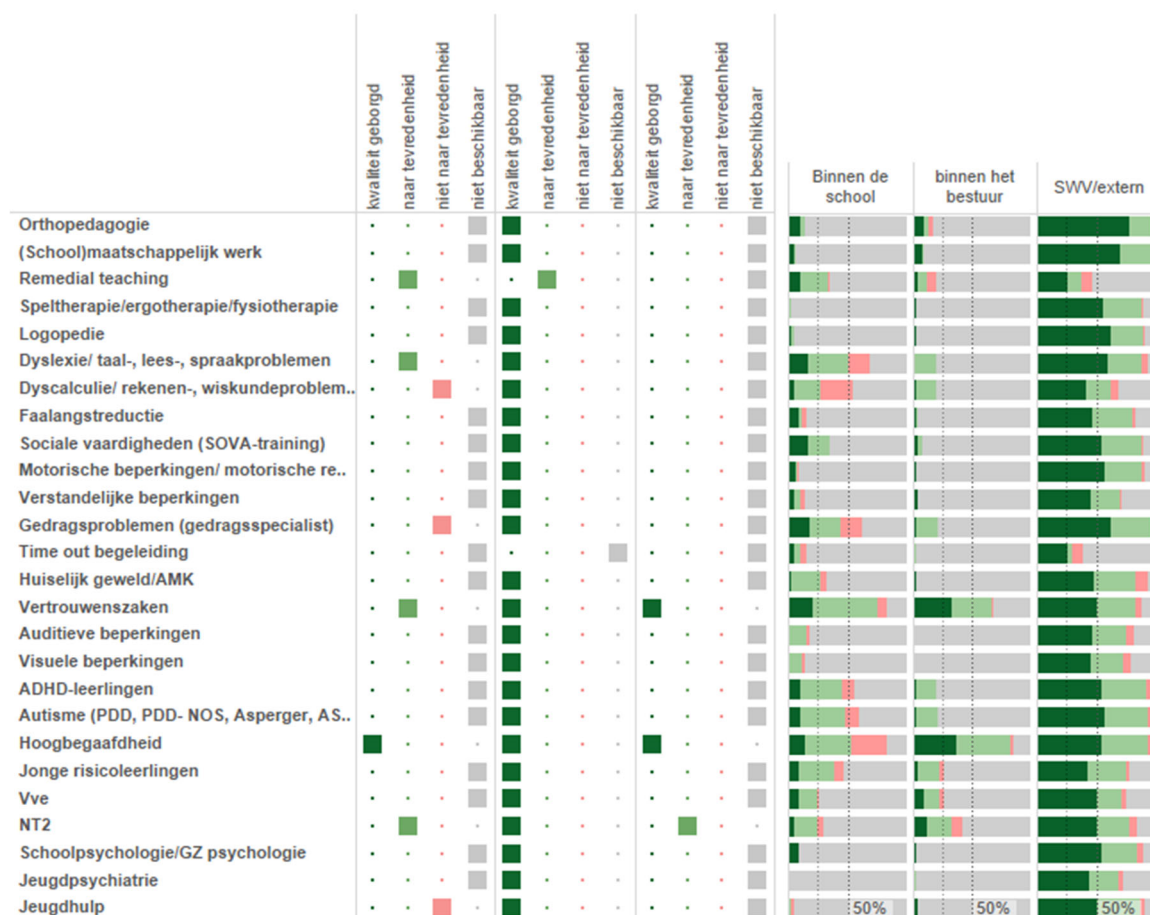 kwaliteit geborgd
naar tevredenheid
niet naar tevredenheid
niet beschikbaar
kwaliteit geborgd
naar tevredenheid
niet naar tevredenheid
niet beschikbaar
kwaliteit geborgd
naar tevredenheid
niet naar tevredenheid
niet beschikbaar
Binnen de
school
binnen het
bestuur
SWV/extern
Orthopedagogie
(School)maatschappelijk werk
Remedial teaching
Speltherapie/ergotherapie/fysiotherapie
Logopedie
Dyslexie/ taal-, lees-, spraakproblemen
Dyscalculie/ rekenen-, wiskundeproblem..
Faalangstreductie
Sociale vaardigheden (SOVA-training)
Motorische beperkingen/ motorische re..
Verstandelijke beperkingen
Gedragsproblemen (gedragsspecialist)
Time out begeleiding
Huiselijk geweld/AMK
Vertrouwenszaken
Auditieve beperkingen
Visuele beperkingen
ADHD-leerlingen
Autisme (PDD, PDD- NOS, Asperger, AS..
Hoogbegaafdheid
Jonge risicoleerlingen
Vve
NT2
Schoolpsychologie/GZ psychologie
Jeugdpsychiatrie
Jeugdhulp
50%
50%
50%